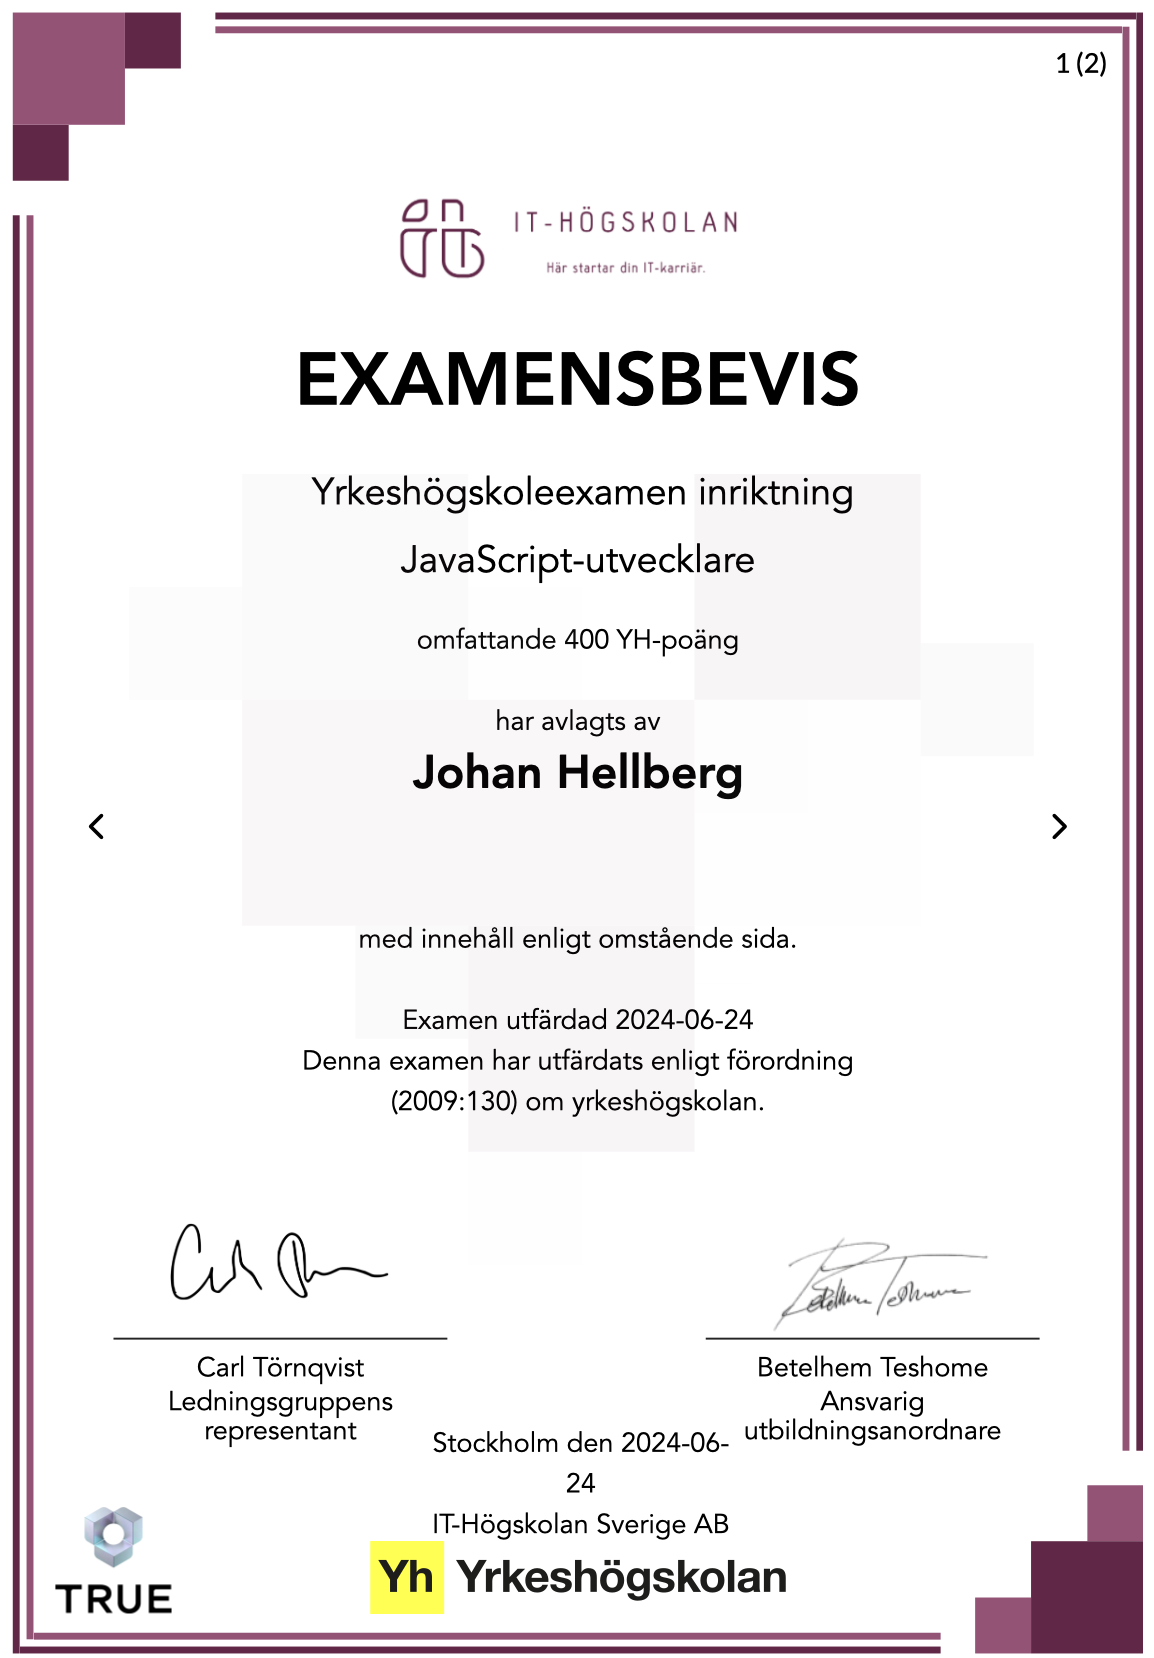 1 (2)
IT-HÖGSKOLAN
Här startar din IT-karriär.
EXAMENSBEVIS
Yrkeshögskoleexamen inriktning
JavaScript-utvecklare
omfattande 400 YH-poäng
har avlagts av
Johan Hellberg
med innehåll enligt omstående sida.
Examen utfärdad 2024-06-24
Denna examen har utfärdats enligt förordning
(2009:130) om yrkeshögskolan.
Betelhem Teshome
Carl Törnqvist
Ledningsgruppens
representant
Betelhem Teshome
Ansvarig
utbildningsanordnare
Stockholm den 2024-06-
24
IT-Högskolan Sverige AB
TRUE
Yh Yrkeshögskolan